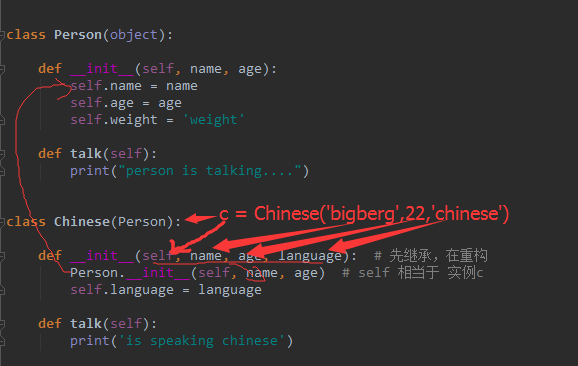 class Person(object):
def __init__(self, name, age):
self.name = name
self.age = age
self.weight = 'weight'
def talk(self):
print("person is talking....")
class Chinese(Person):
c = Chinese('bigberg',22,'chinese')
def __init__(self, name, age, language): # 先继承，在重构
Person.__init__(self, name, age) # self 相当于 实例c
self.language = language
def talk(self):
print('is speaking chinese')